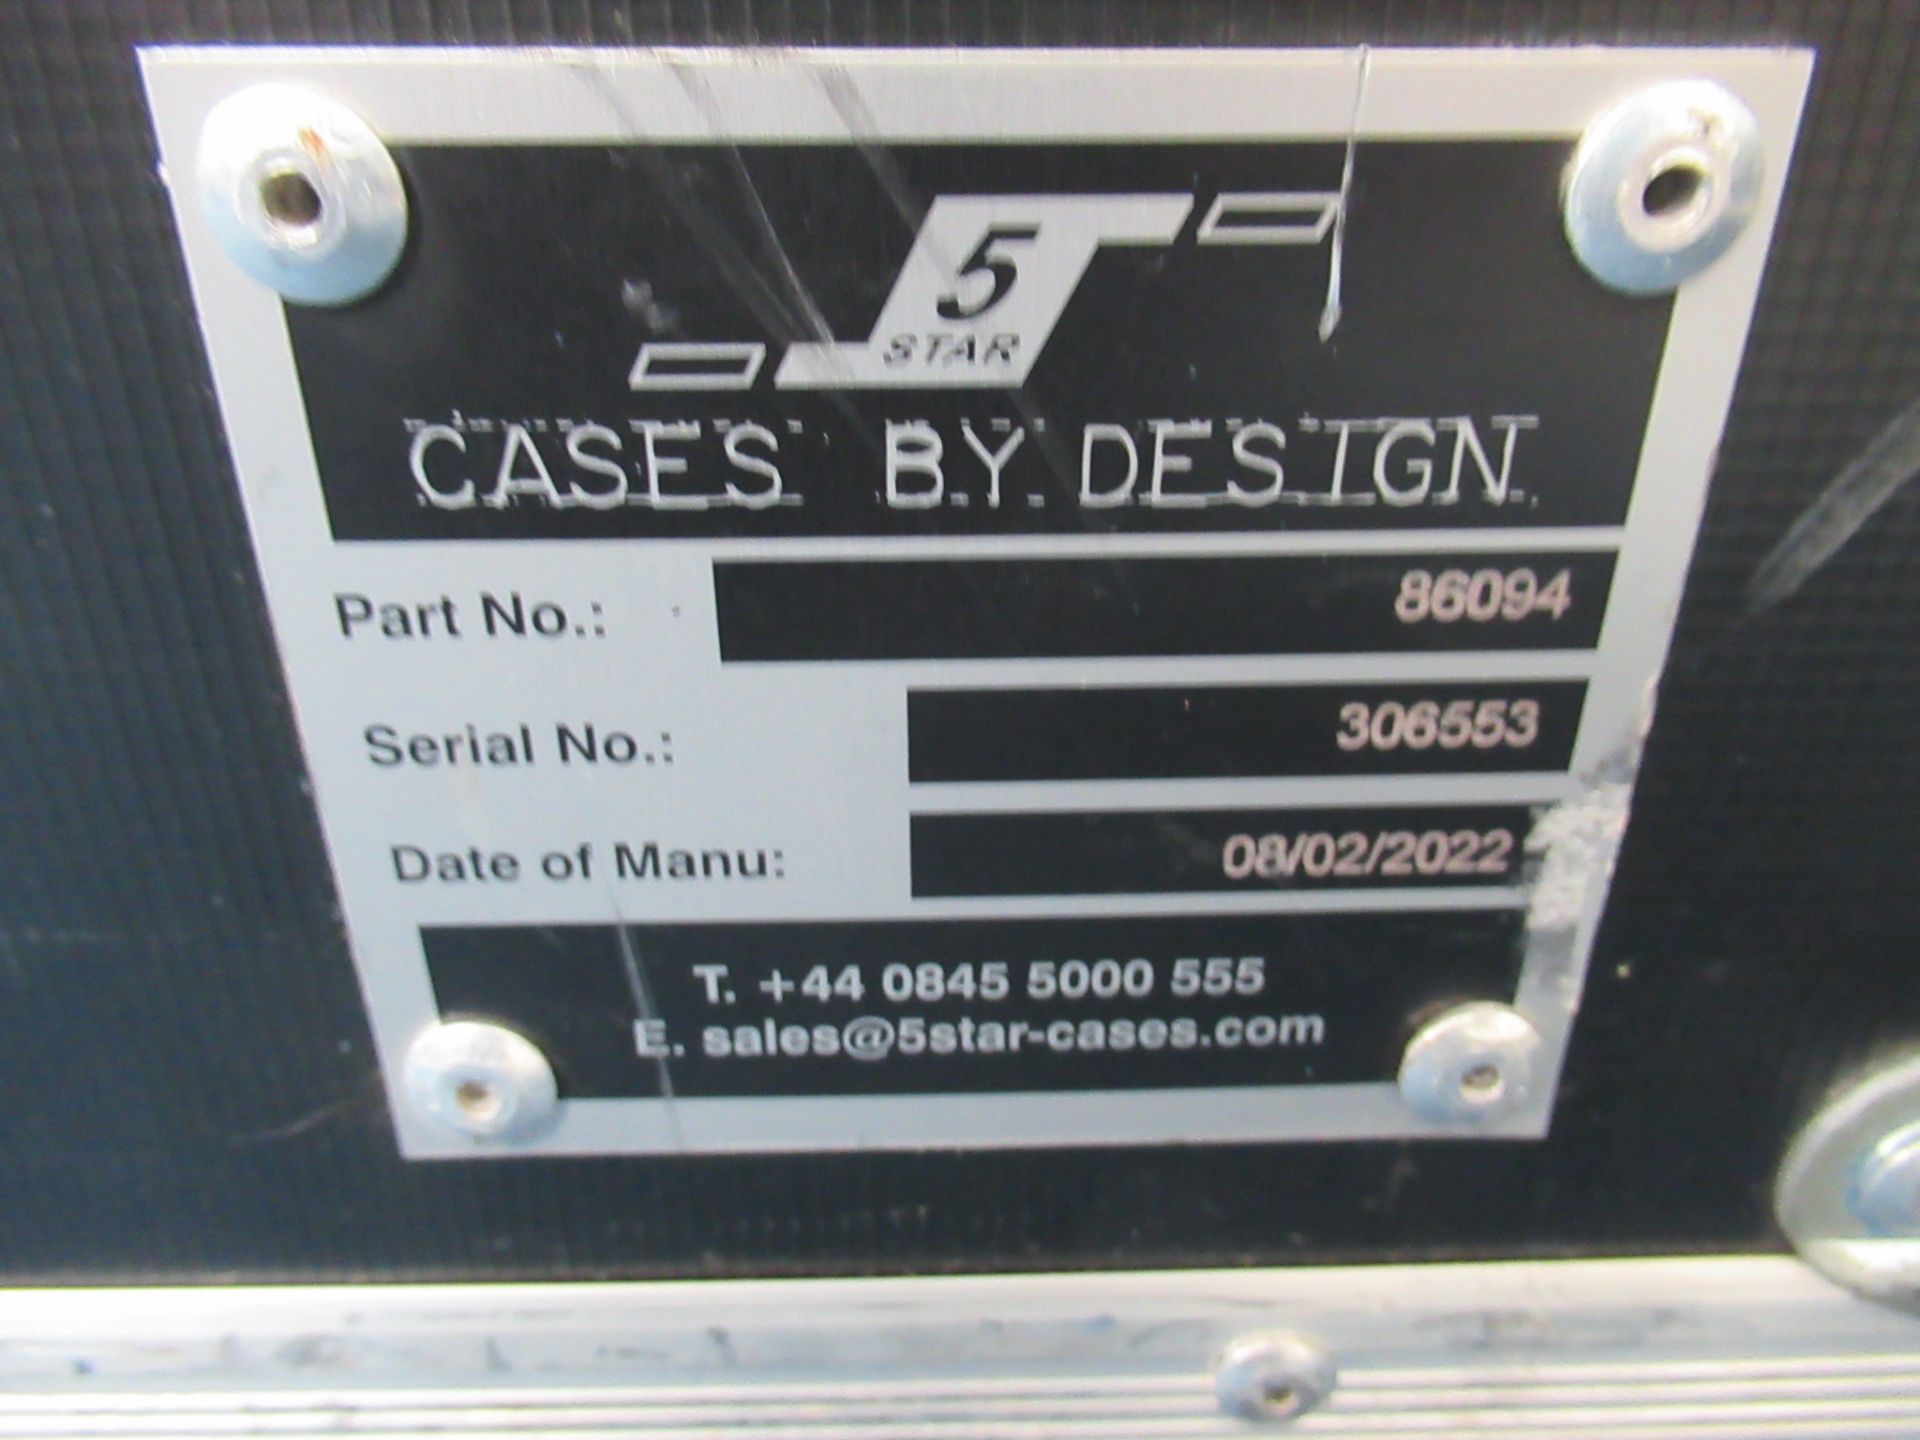 5
STAR
CASES BY DESIGN
Part No.: 86094
Serial No.: 306553
Date of Manu: 08/02/2022
T. +44 0845 5000 555
E. sales@5star-cases.com